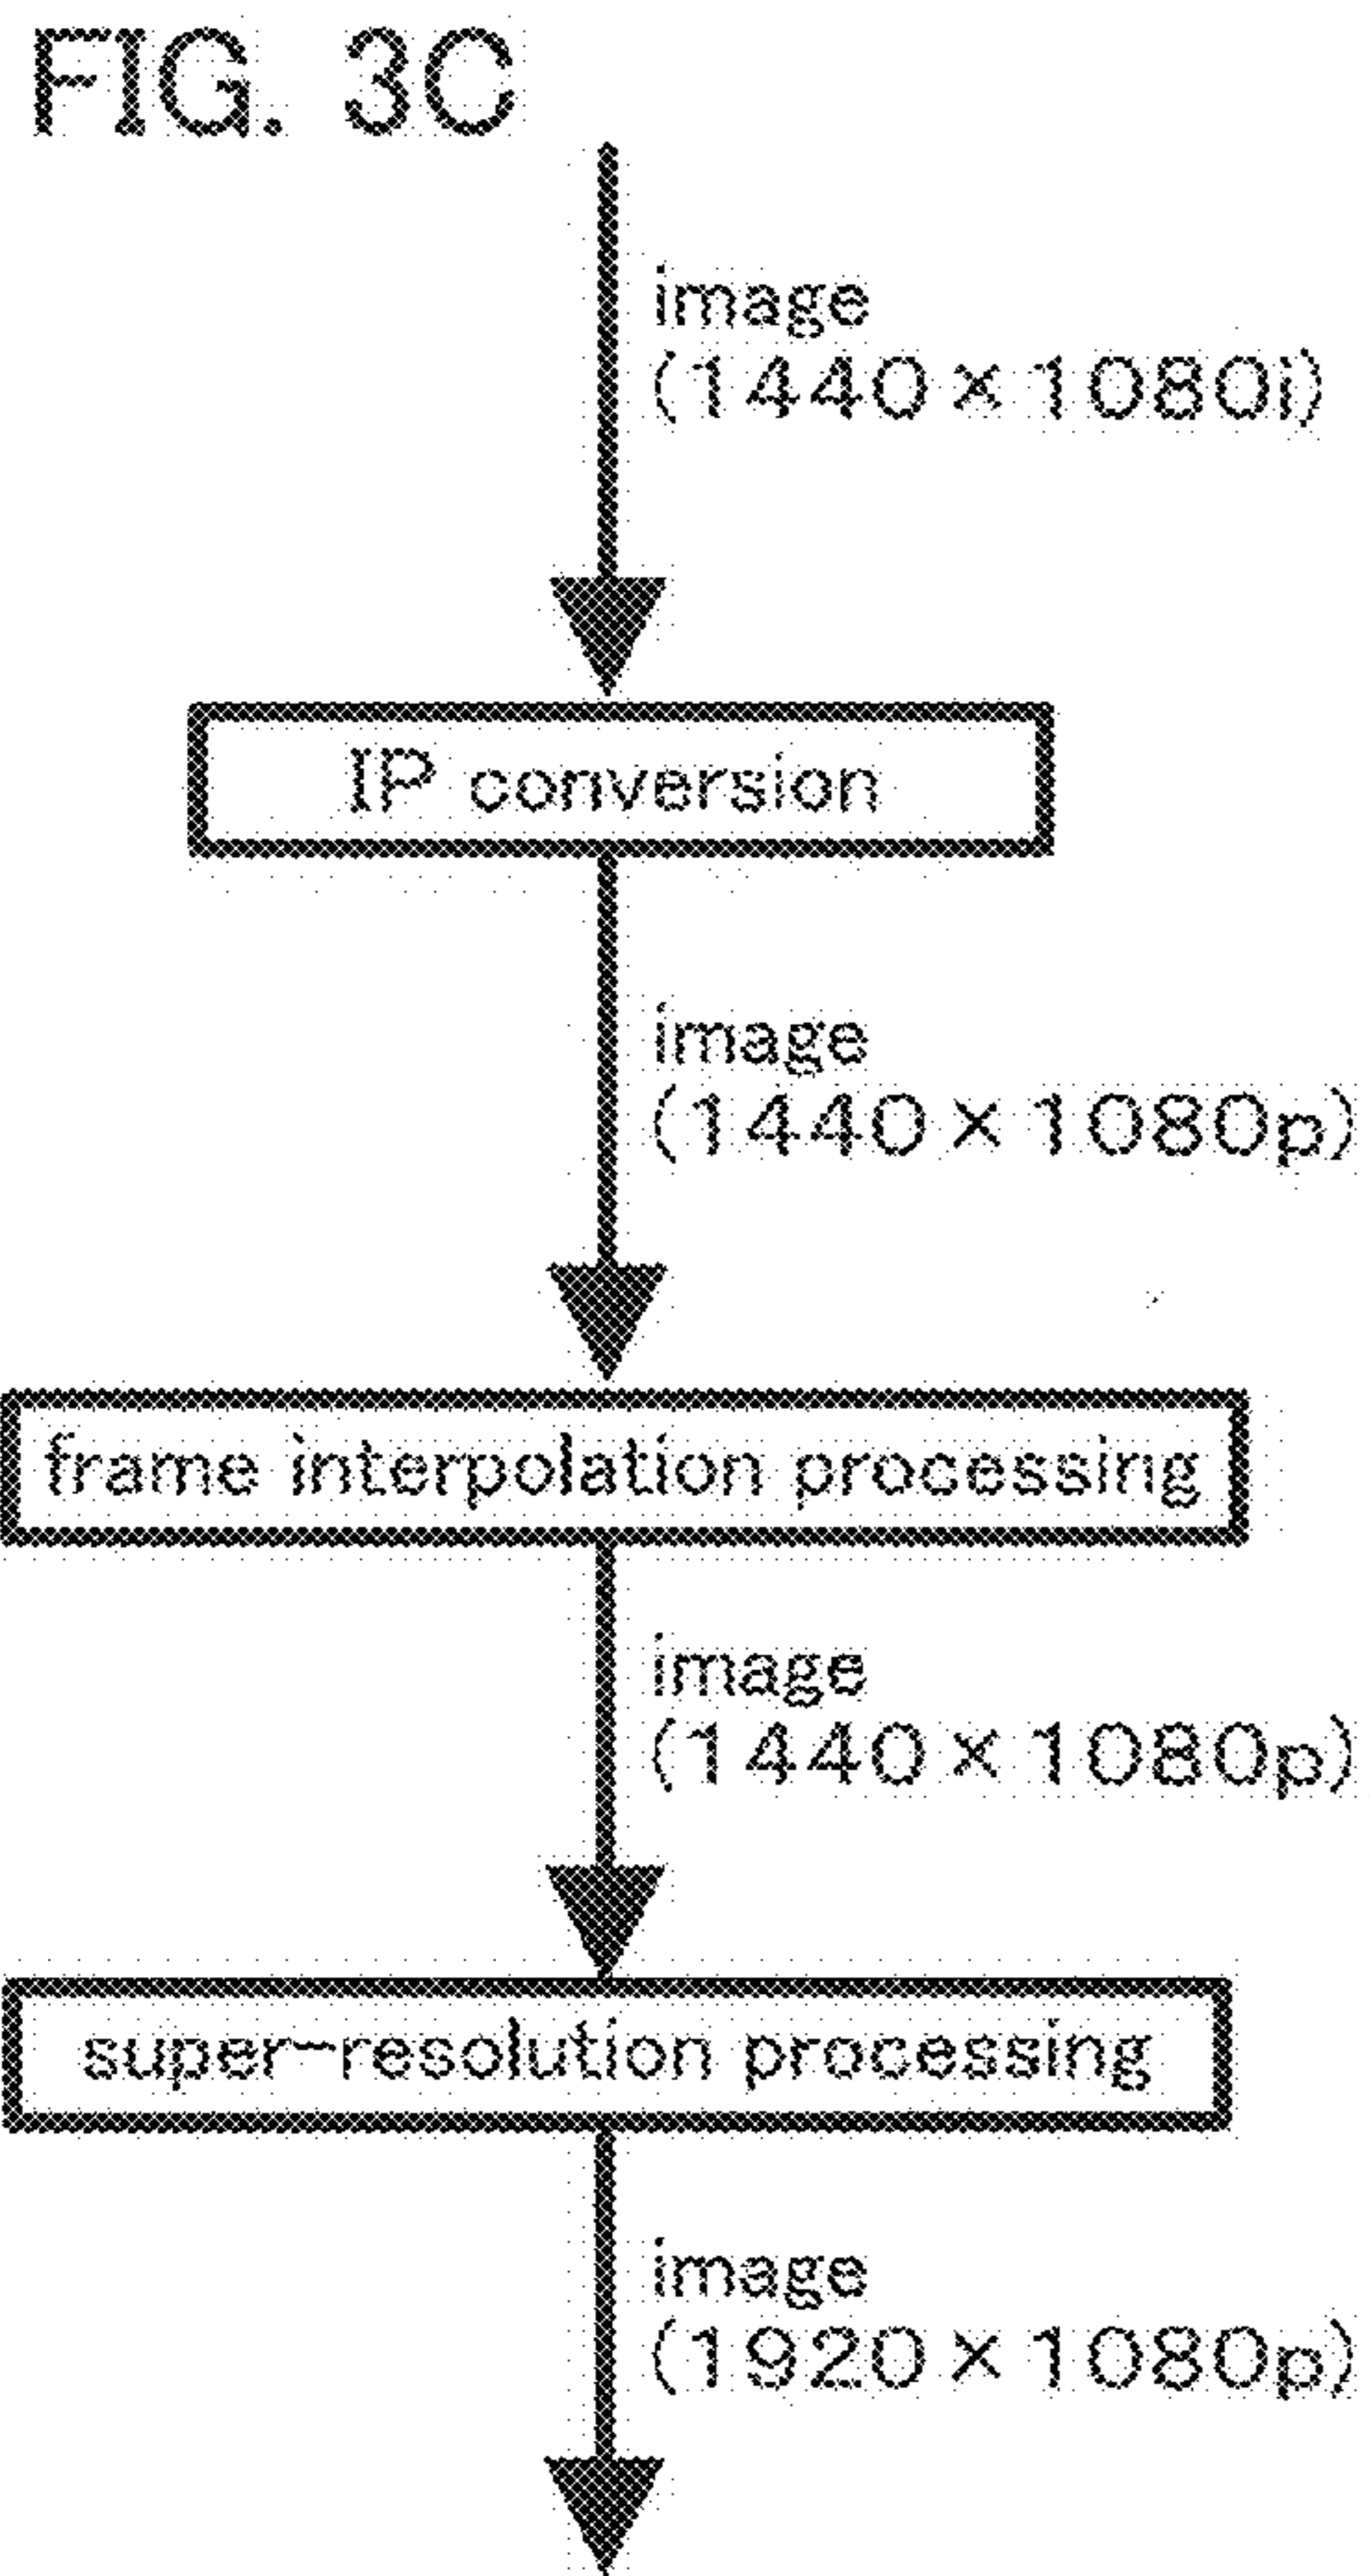 FIG. 3C
image
(1440×1080i)
IP conversion
image
(1440×1080p)
frame interpolation processing
image
(1440×1080p)
super-resolution processing
image
(1920×1080p)